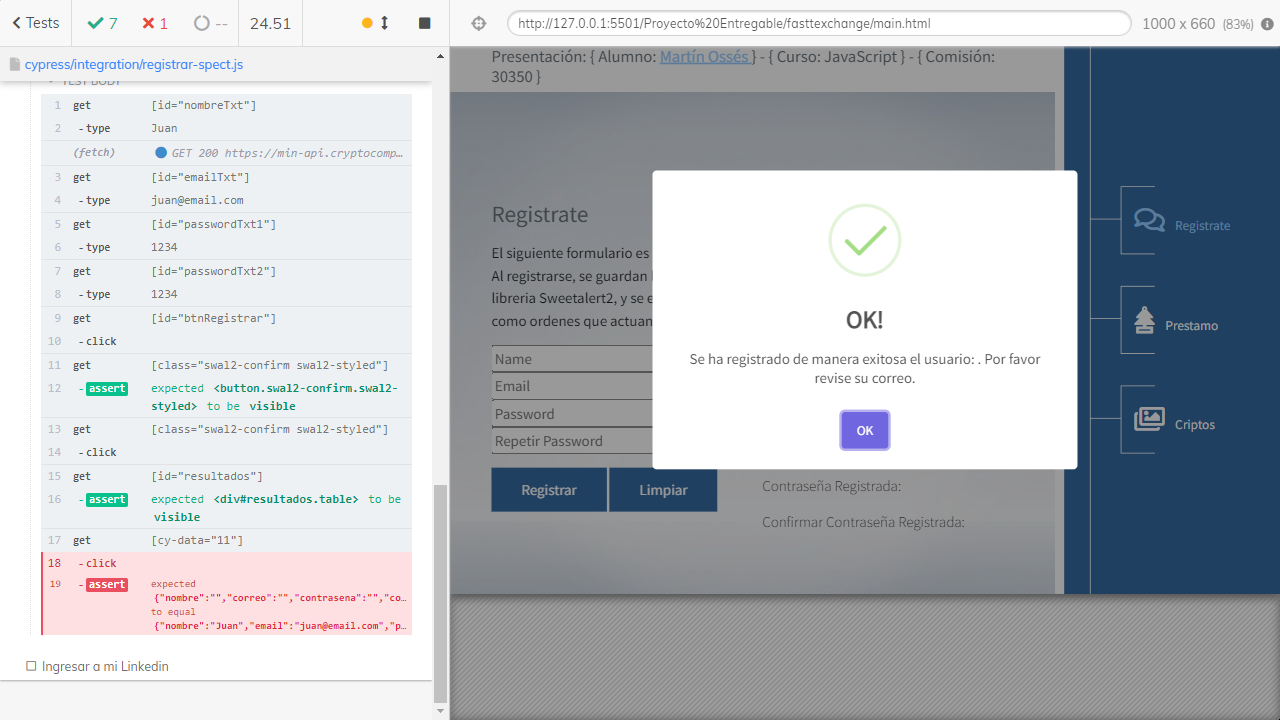 Tests
7
1
--
24.51
http://127.0.0.1:5501/Proyecto%20Entregable/fasttexchange/main.html
1000 x 660 (83%)
cypress/integration/registrar-spect.js
TEST BODY
1 get [id="nombreTxt"]
2 -type Juan
(fetch) GET 200 https://min-api.cryptocomp…
3 get [id="emailTxt"]
4 -type juan@email.com
5 get [id="passwordTxt1"]
6 -type 1234
7 get [id="passwordTxt2"]
8 -type 1234
9 get [id="btnRegistrar"]
10 -click
11 get [class="swal2-confirm swal2-styled"]
12 -assert expected <button.swal2-confirm.swal2-
styled> to be visible
13 get [class="swal2-confirm swal2-styled"]
14 -click
15 get [id="resultados"]
16 -assert expected <div#resultados.table> to be
visible
17 get [cy-data="11"]
18 -click
19 -assert expected
{"nombre":"","correo":"","contrasena":"","co…
to equal
{"nombre":"Juan","email":"juan@email.com","p…
Ingresar a mi Linkedin
Presentación: { Alumno: Martín Ossés } - { Curso: JavaScript } - { Comisión:
30350 }
Registrate
El siguiente formulario es
Al registrarse, se guardan
libreria Sweetalert2, y se e
como ordenes que actuan
Name
Email
Password
Repetir Password
Registrar
Limpiar
Contraseña Registrada:
Confirmar Contraseña Registrada:
OK!
Se ha registrado de manera exitosa el usuario: . Por favor
revise su correo.
OK
Registrate
Prestamo
Criptos